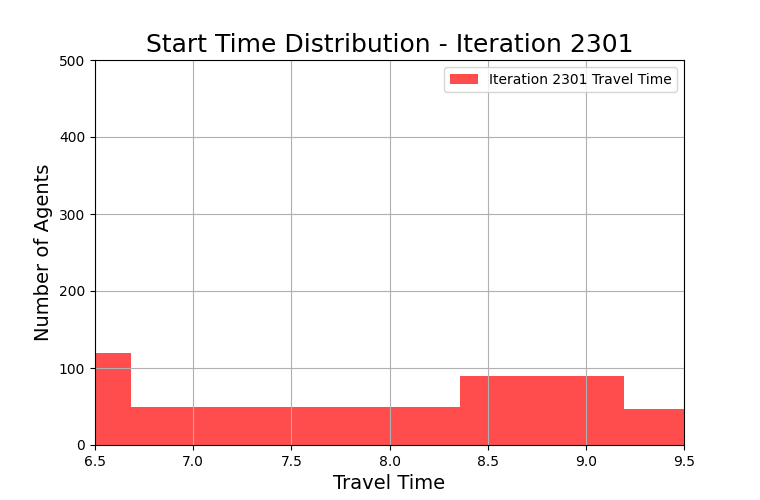 Start Time Distribution - Iteration 2301
Iteration 2301 Travel Time
500
400
300
200
100
0
Number of Agents
6.5 7.0 7.5 8.0 8.5 9.0 9.5
Travel Time